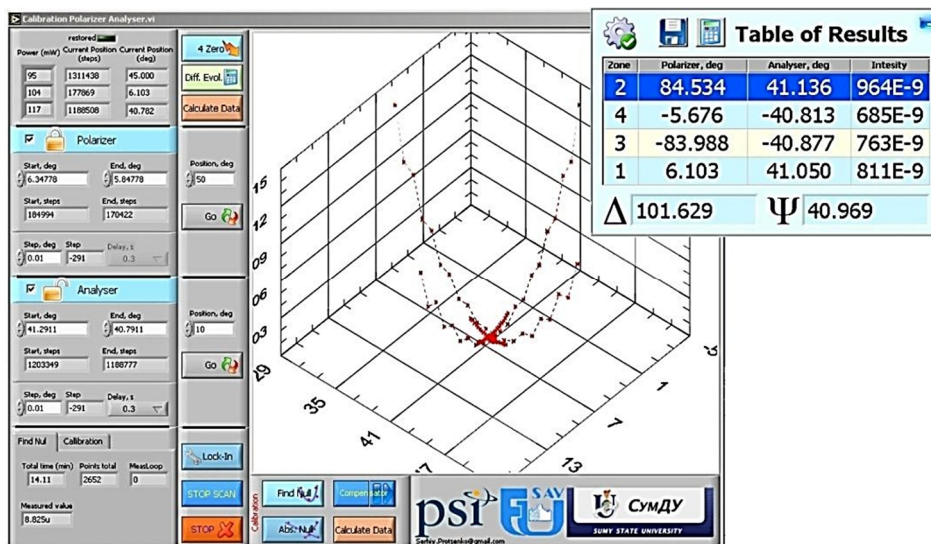 Calibration Polarizer Analyser.vi
restored
Power (mW) Current Position (steps) Current Position (deg)
95 1311438 45.000
104 177869 6.103
117 1188508 40.782
4 Zero
Diff. Evol.
Calculate Data
Polarizer
Start, deg End, deg
6.34778 5.84778
Start, steps End, steps
184994 170422
Step, deg Step Delay, s
0.01 -291 0.3
Position, deg
50
Go
Analyser
Start, deg End, deg
41.2911 40.7911
Start, steps End, steps
1203349 1188777
Step, deg Step Delay, s
0.01 -291 0.3
Position, deg
10
Go
Find Nul Calibration
Total time (min) Points total MeasLoop
14.11 2652 0
Measured value
8.825u
Lock-In
STOP SCAN
STOP
15
12
09
06
03
29
35
41
13
7
1
Table of Results
Zone Polarizer, deg Analyser, deg Intesity
2 84.534 41.136 964E-9
4 -5.676 -40.813 685E-9
3 -83.988 -40.877 763E-9
1 6.103 41.050 811E-9
Δ 101.629 Ψ 40.969
Calibration
Find Null
Compensator
Abs. Null
Calculate Data
psi
SAV
СумДУ
SUMY STATE UNIVERSITY
Serhiy.Protsenko@gmail.com